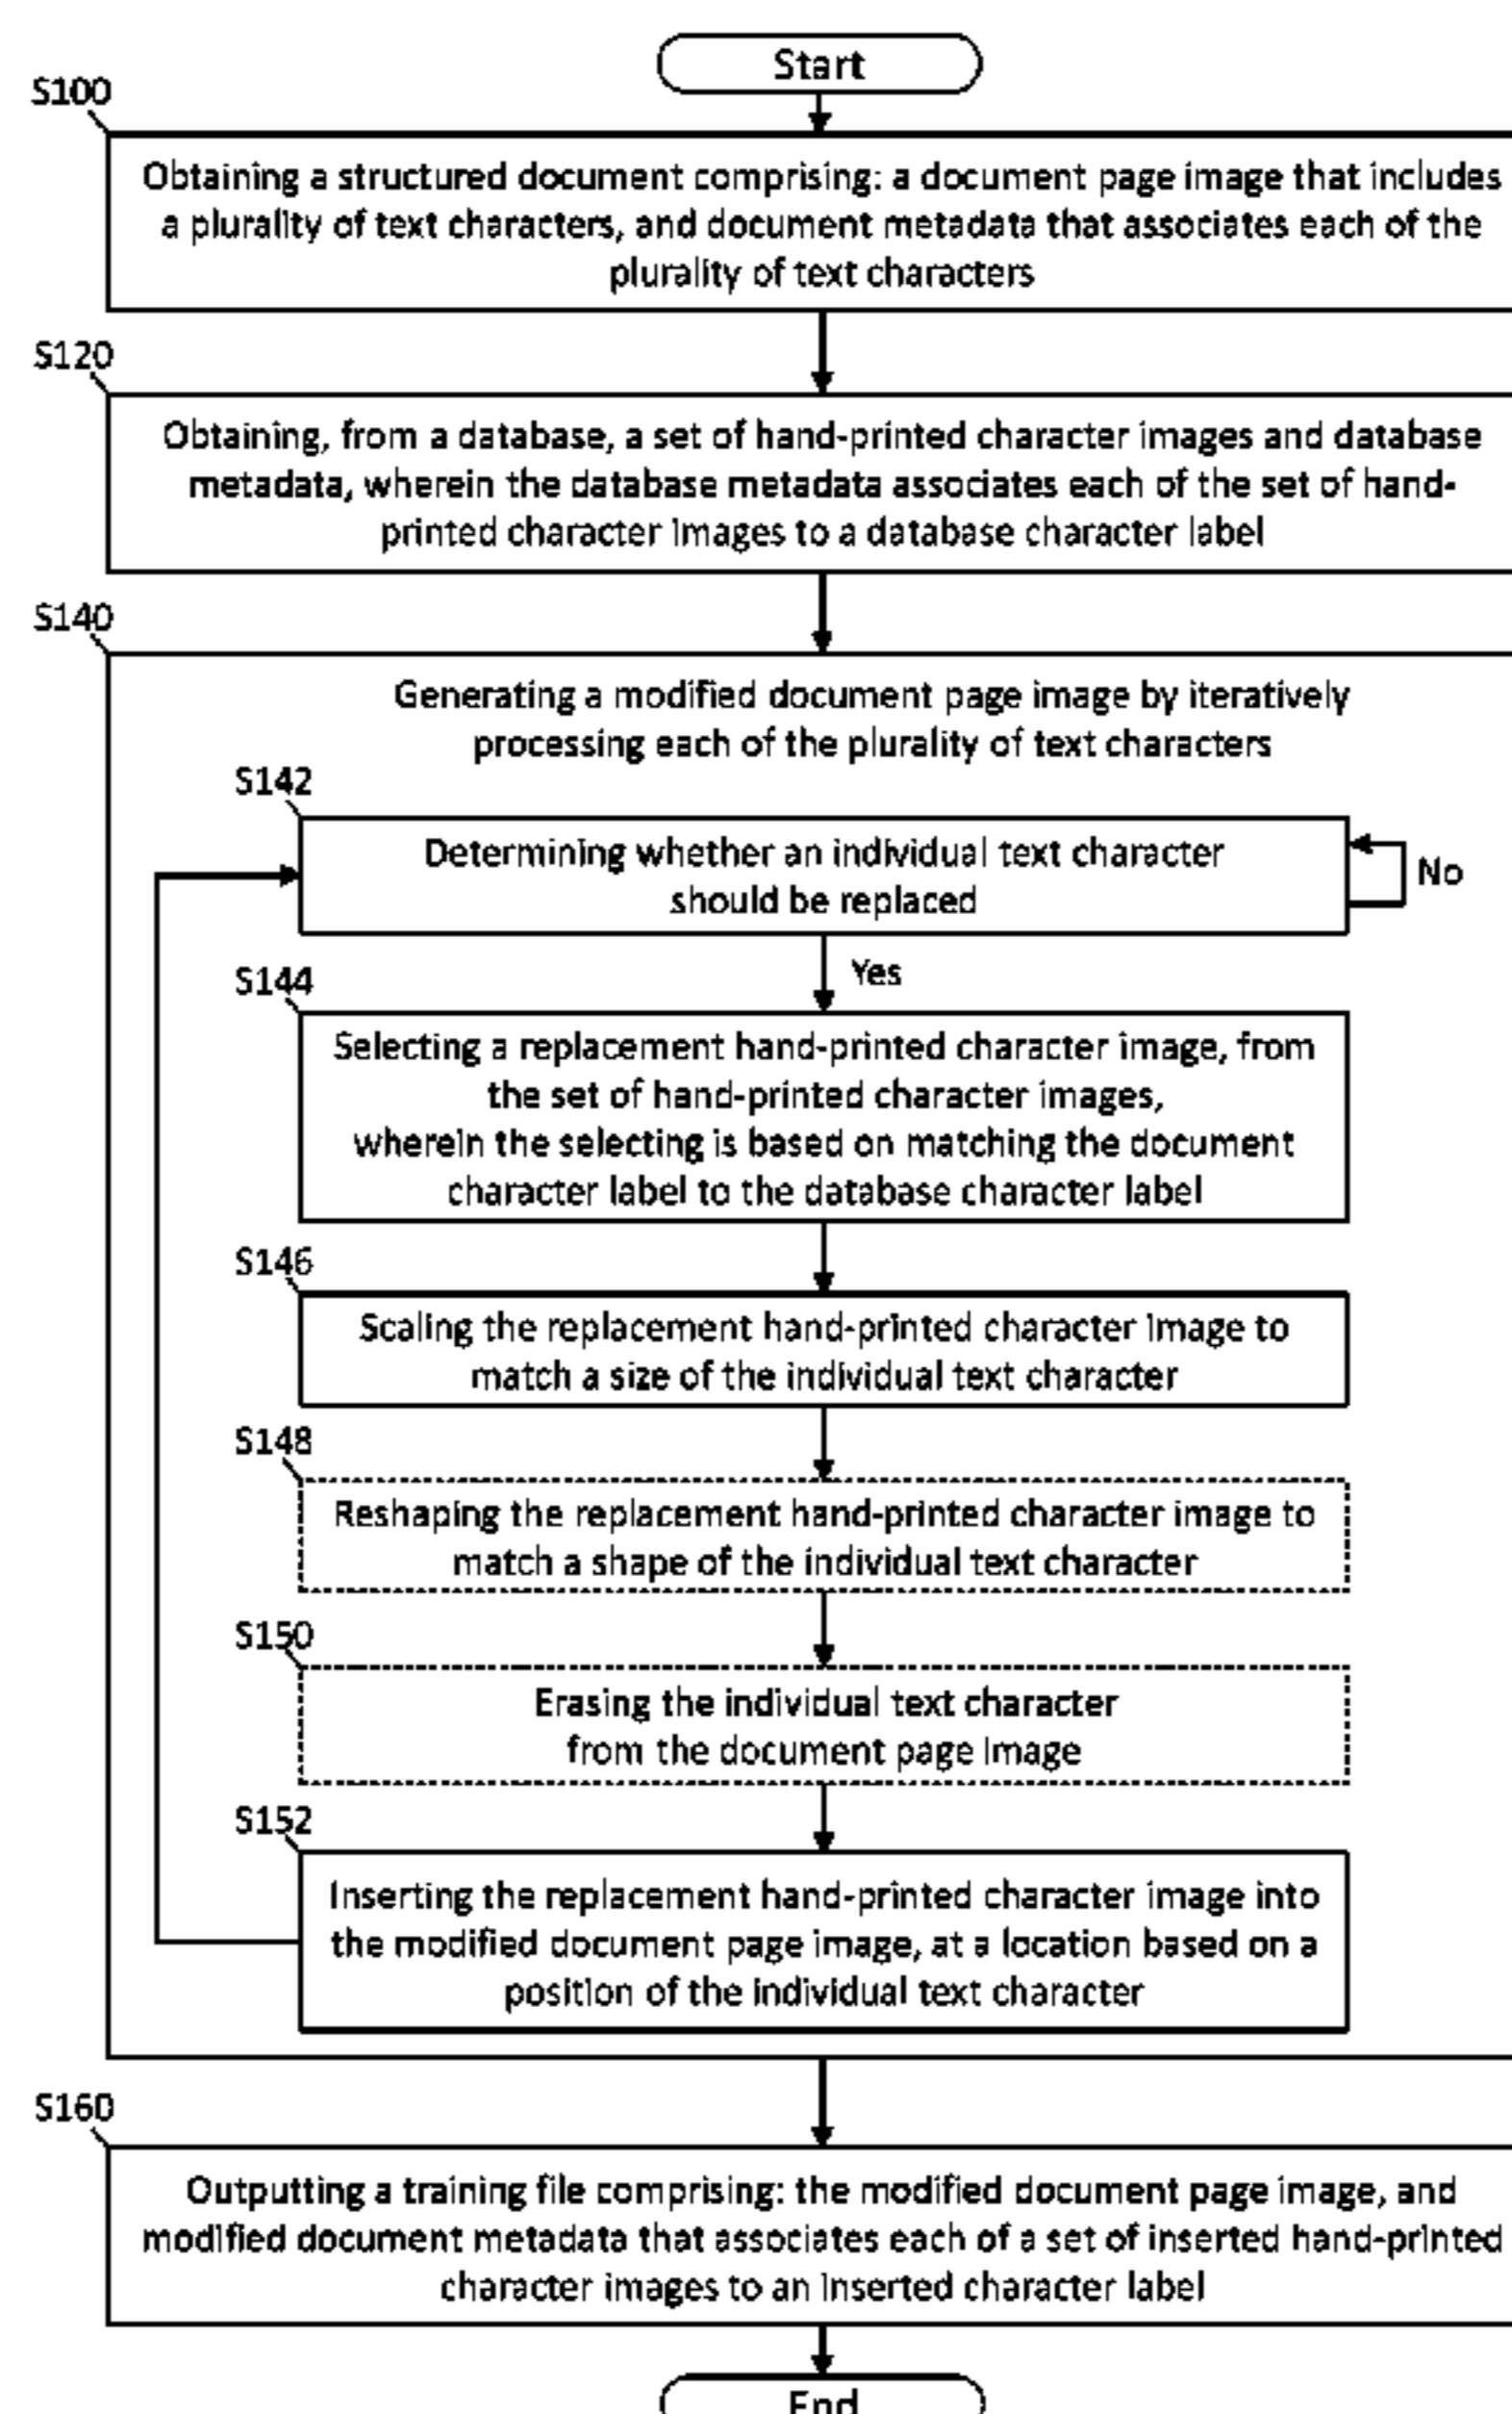 Start
S100
Obtaining a structured document comprising: a document page image that includes
a plurality of text characters, and document metadata that associates each of the
plurality of text characters
S120
Obtaining, from a database, a set of hand-printed character images and database
metadata, wherein the database metadata associates each of the set of hand-
printed character images to a database character label
S140
Generating a modified document page image by iteratively
processing each of the plurality of text characters
S142
Determining whether an individual text character
should be replaced
No
Yes
S144
Selecting a replacement hand-printed character image, from
the set of hand-printed character images,
wherein the selecting is based on matching the document
character label to the database character label
S146
Scaling the replacement hand-printed character image to
match a size of the individual text character
S148
Reshaping the replacement hand-printed character image to
match a shape of the individual text character
S150
Erasing the individual text character
from the document page image
S152
Inserting the replacement hand-printed character image into
the modified document page image, at a location based on a
position of the individual text character
S160
Outputting a training file comprising: the modified document page image, and
modified document metadata that associates each of a set of inserted hand-printed
character images to an inserted character label
End